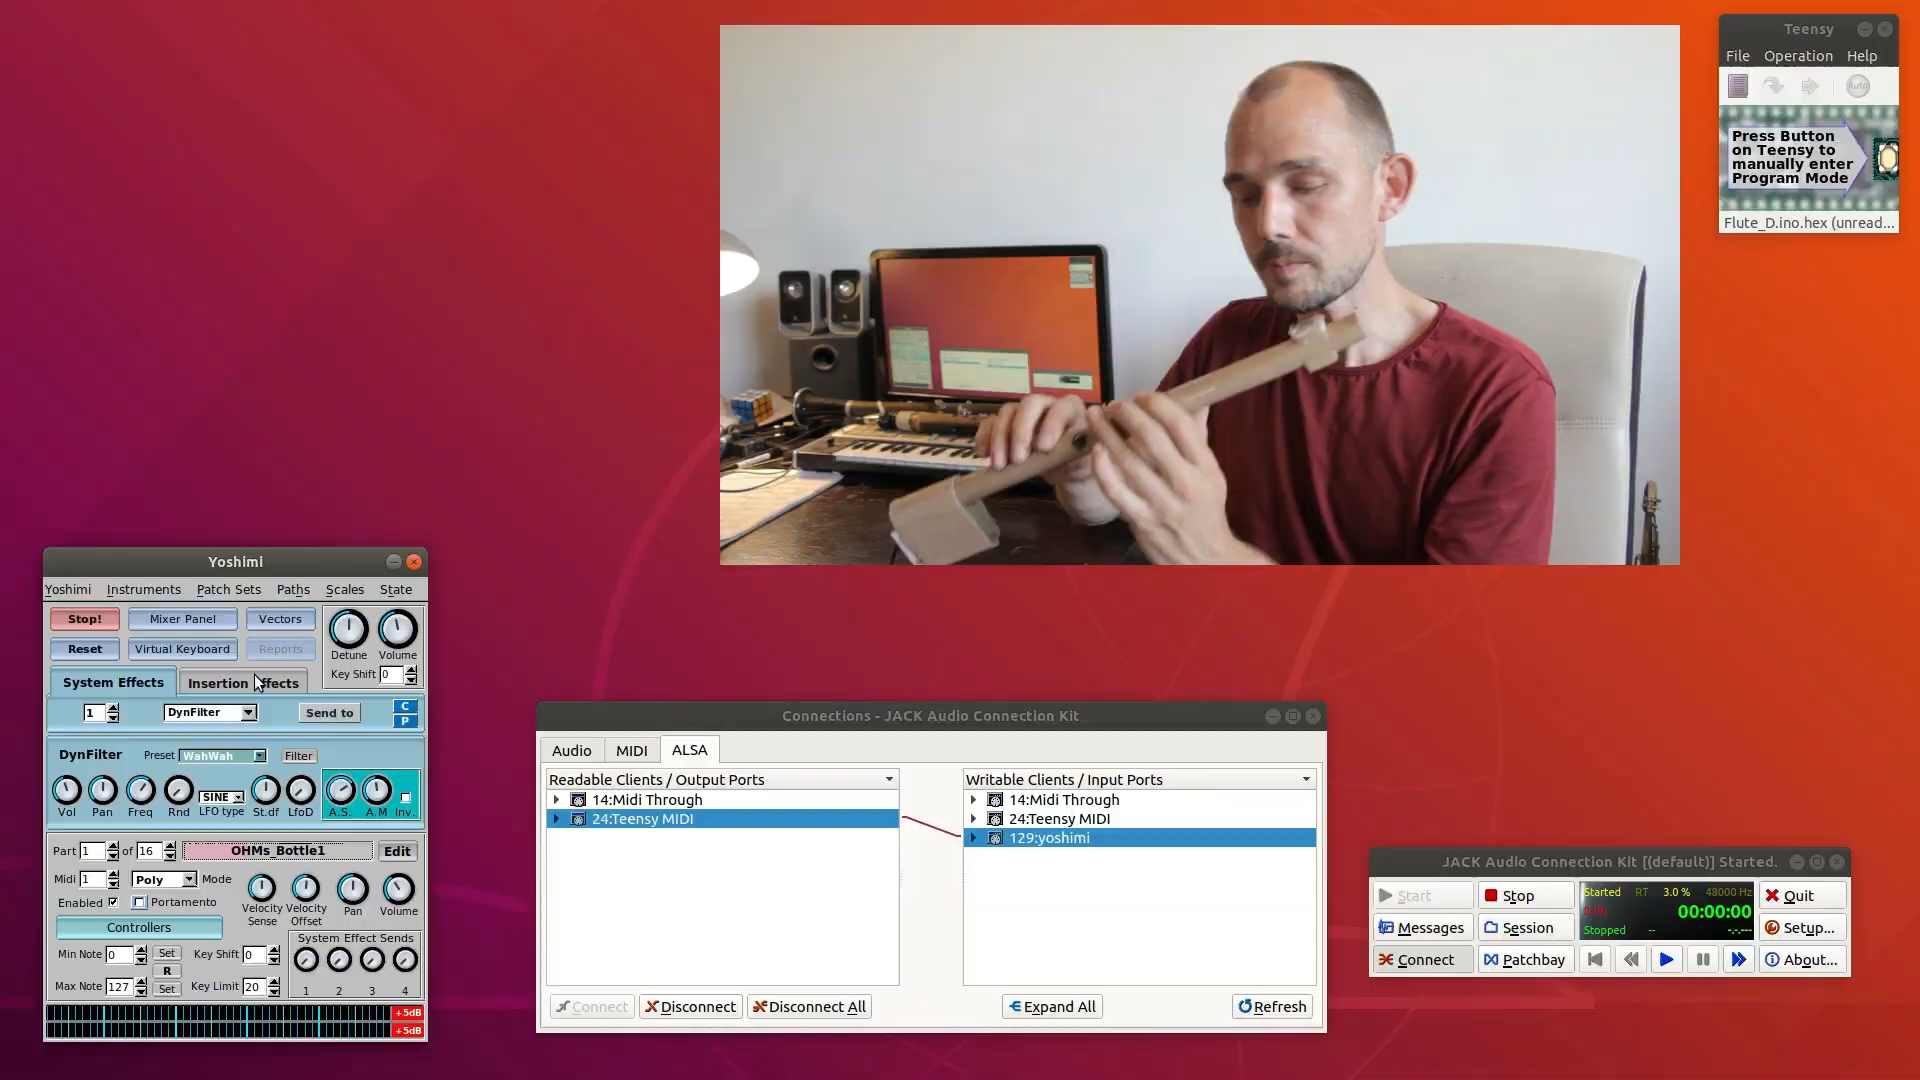 Teensy
File Operation Help
Auto
Press Button
on Teensy to
manually enter
Program Mode
Flute_D.ino.hex (unread...
Yoshimi
Yoshimi Instruments Patch Sets Paths Scales State
Stop! Mixer Panel Vectors
Detune Volume
Reset Virtual Keyboard Reports
Key Shift 0
System Effects Insertion
1 DynFilter Send to C
P
DynFilter Preset WahWah Filter
Vol Pan Freq Rnd SINE LFO type St.df LfoD A.S. A.M Inv.
Part 1 of 16 OHMs_Bottle1 Edit
Midi 1 Poly Mode
Enabled Portamento
Velocity Sense Velocity Offset Pan Volume
Controllers
System Effect Sends
Min Note 0 Set Key Shift 0
R
Max Note 127 Set Key Limit 20
1 2 3 4
+5dB
+5dB
Connections - JACK Audio Connection Kit
Audio MIDI ALSA
Readable Clients / Output Ports
14:Midi Through
24:Teensy MIDI
Writable Clients / Input Ports
14:Midi Through
24:Teensy MIDI
129:yoshimi
Connect Disconnect Disconnect All Expand All Refresh
JACK Audio Connection Kit [(default)] Started.
Start Stop Started RT 3.0 % 48000 Hz Quit
00:00:00
Messages Session Stopped -- -.-.--- Setup...
Connect Patchbay About...